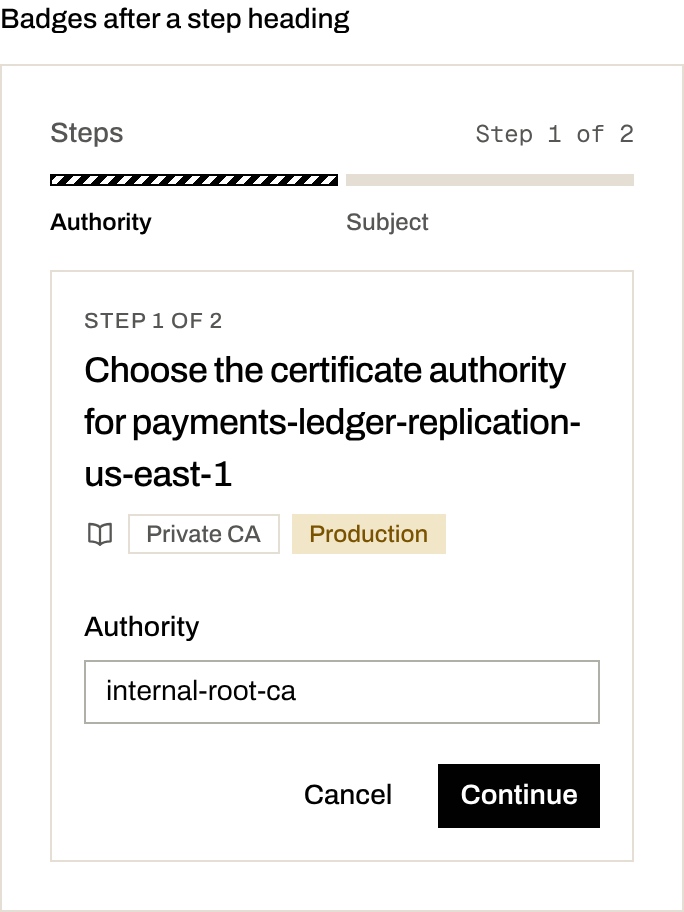 Badges after a step heading
Steps
Step 1 of 2
Authority
Subject
STEP 1 OF 2
Choose the certificate authority
for payments-ledger-replication-
us-east-1
Private CA
Production
Authority
internal-root-ca
Cancel
Continue